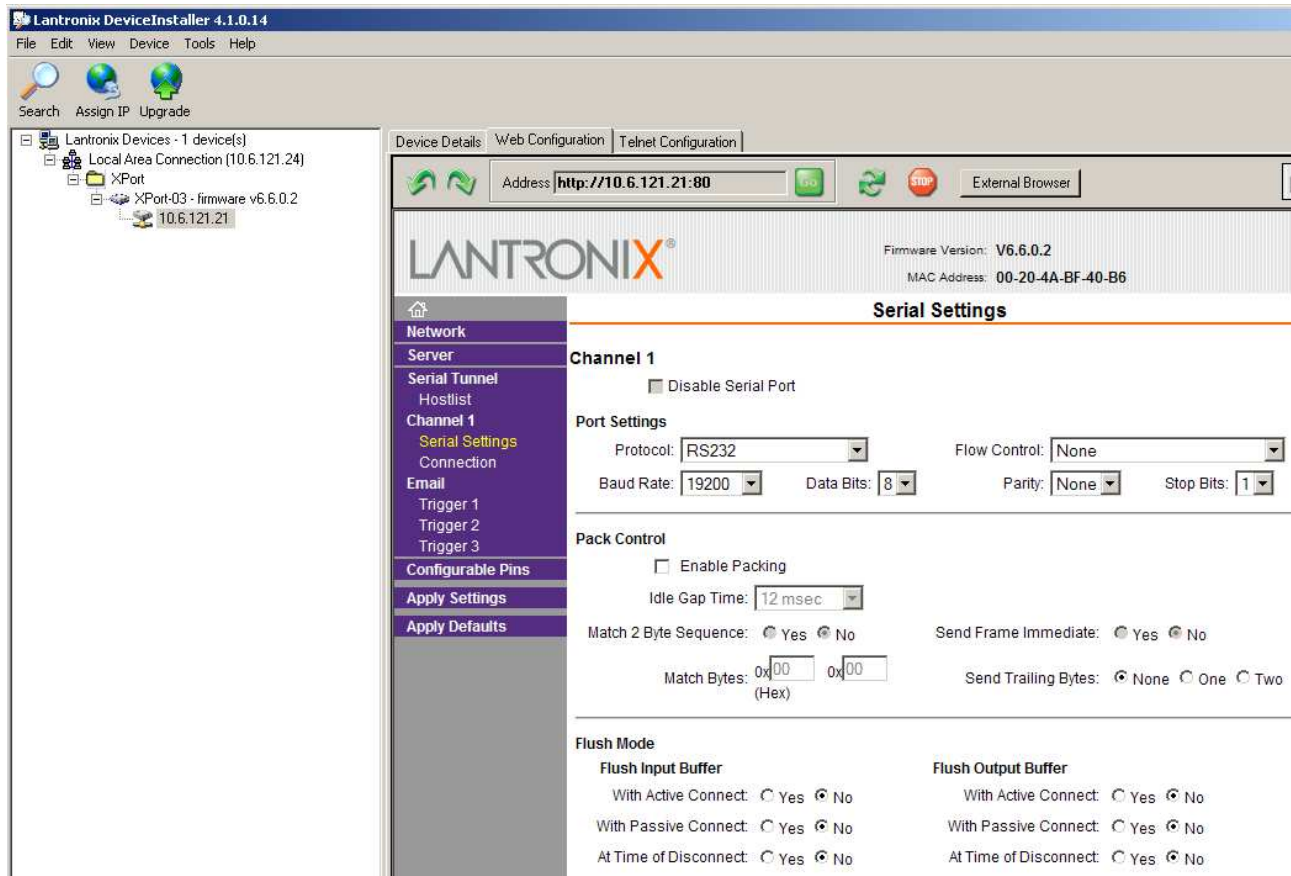 Lantronix DeviceInstaller 4.1.0.14
File Edit View Device Tools Help
Search Assign IP Upgrade
Lantronix Devices - 1 device(s)
Local Area Connection (10.6.121.24)
XPort
XPort-03 - firmware v6.6.0.2
10.6.121.21
Device Details Web Configuration Telnet Configuration
Address http://10.6.121.21:80 GO STOP External Browser
LANTRONIX®
Firmware Version: V6.6.0.2
MAC Address: 00-20-4A-BF-40-B6
Network
Server
Serial Tunnel
Hostlist
Channel 1
Serial Settings
Connection
Email
Trigger 1
Trigger 2
Trigger 3
Configurable Pins
Apply Settings
Apply Defaults
Serial Settings
Channel 1
Disable Serial Port
Port Settings
Protocol: RS232 Flow Control: None
Baud Rate: 19200 Data Bits: 8 Parity: None Stop Bits: 1
Pack Control
Enable Packing
Idle Gap Time: 12 msec
Match 2 Byte Sequence: Yes No Send Frame Immediate: Yes No
Match Bytes: 0x 00 0x 00 Send Trailing Bytes: None One Two
(Hex)
Flush Mode
Flush Input Buffer Flush Output Buffer
With Active Connect: Yes No With Active Connect: Yes No
With Passive Connect: Yes No With Passive Connect: Yes No
At Time of Disconnect: Yes No At Time of Disconnect: Yes No